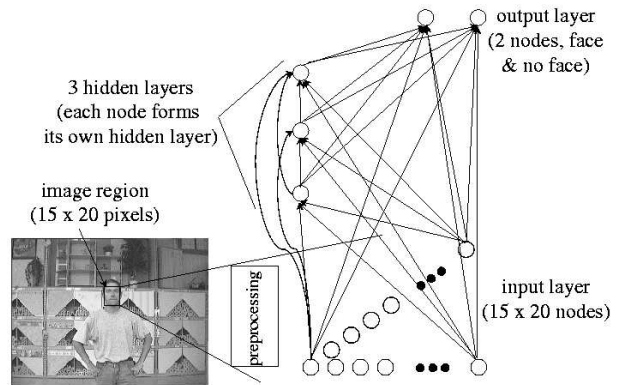 output layer
(2 nodes, face
& no face)
3 hidden layers
(each node forms
its own hidden layer)
image region
(15 x 20 pixels)
preprocessing
input layer
(15 x 20 nodes)